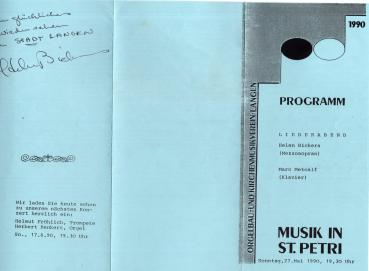 glückliches
STADT LANGEN
Wir laden Sie heute schon
zu unserem nächsten Kon-
zert herzlich ein:
Helmut Fröhlich, Trompete
Herbert Renkers, Orgel
So., 17.6.90, 19.30 Uhr
ORGELBAU-UND KIRCHENMUSIKVEREIN LANGEN
1990
PROGRAMM
LIEDERABEND
Helen Bickers
(Mezzosopran)
Marc Metcalf
(Klavier)
MUSIK IN
ST. PETRI
Sonntag, 27. Mai 1990, 19.30 Uhr